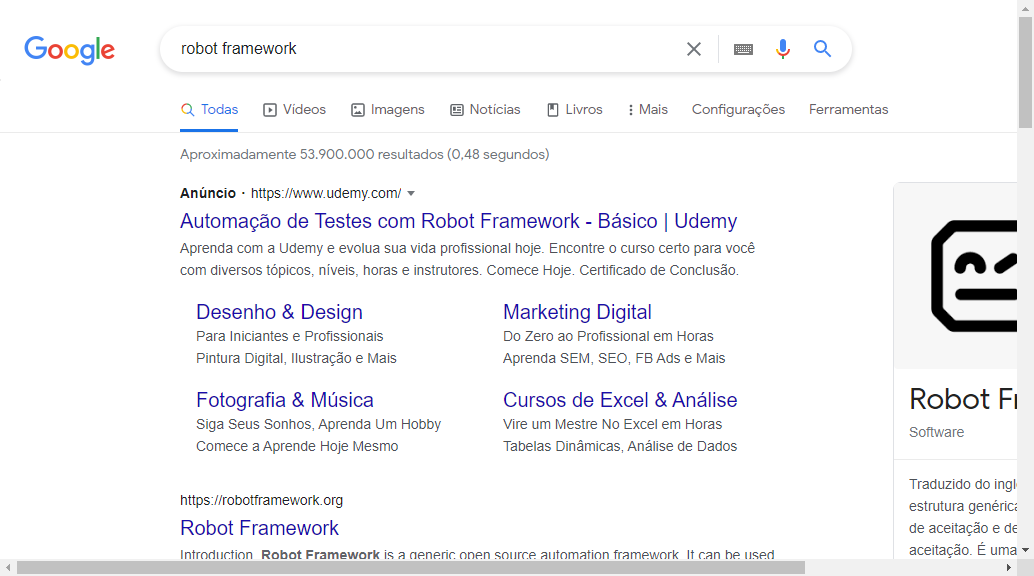 Google
robot framework
Todas Vídeos Imagens Notícias Livros Mais Configurações Ferramentas
Aproximadamente 53.900.000 resultados (0,48 segundos)
Anúncio · https://www.udemy.com/
Automação de Testes com Robot Framework - Básico | Udemy
Aprenda com a Udemy e evolua sua vida profissional hoje. Encontre o curso certo para você
com diversos tópicos, níveis, horas e instrutores. Comece Hoje. Certificado de Conclusão.
Desenho & Design
Para Iniciantes e Profissionais
Pintura Digital, Ilustração e Mais
Marketing Digital
Do Zero ao Profissional em Horas
Aprenda SEM, SEO, FB Ads e Mais
Fotografia & Música
Siga Seus Sonhos, Aprenda Um Hobby
Comece a Aprende Hoje Mesmo
Cursos de Excel & Análise
Vire um Mestre No Excel em Horas
Tabelas Dinâmicas, Análise de Dados
https://robotframework.org
Robot Framework
Introduction. Robot Framework is a generic open source automation framework. It can be used
Robot Fr
Software
Traduzido do inglê
estrutura genérica
de aceitação e de
aceitação. É uma